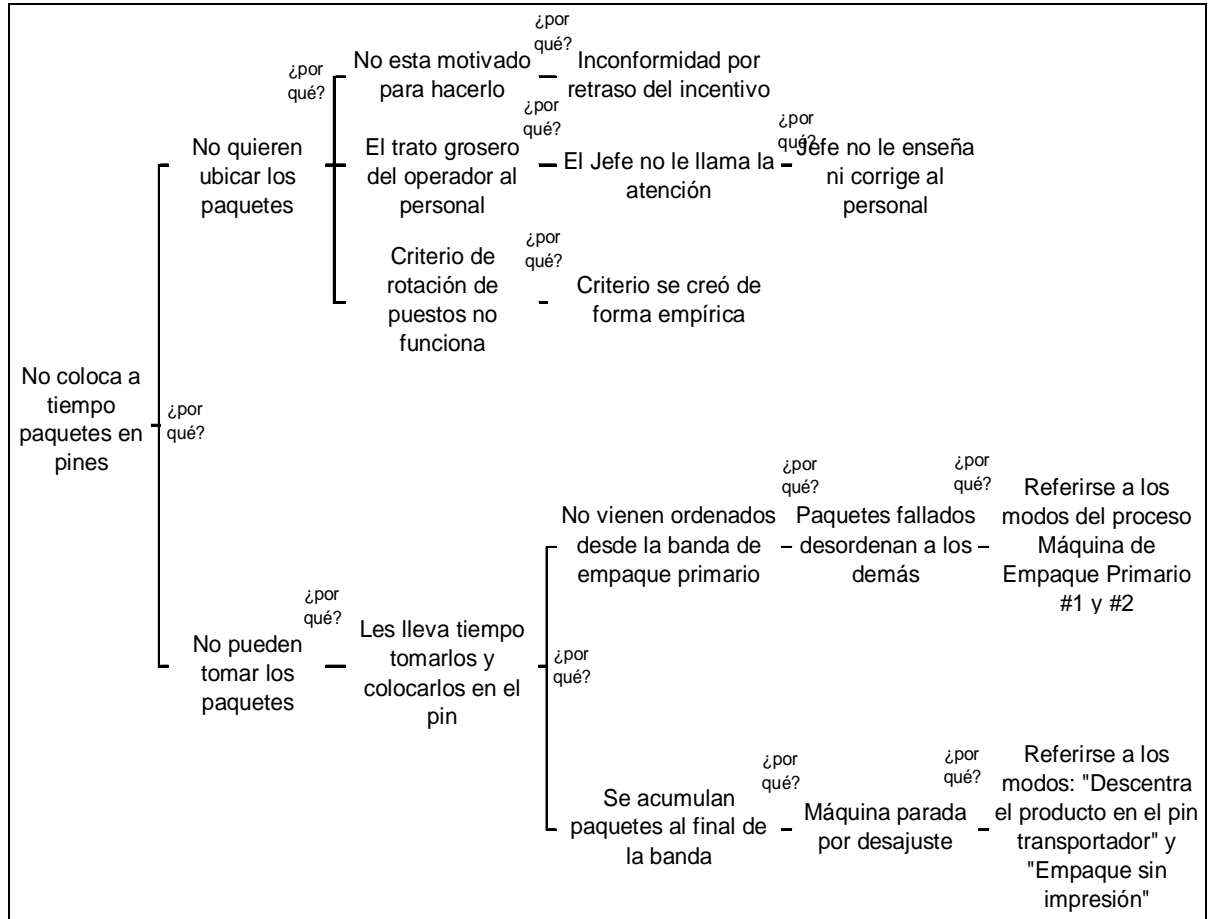 ¿por
qué?
No esta motivado
para hacerlo
¿por
qué?
Inconformidad por
retraso del incentivo
No quieren
ubicar los
paquetes
El trato grosero
del operador al
personal
¿por
qué?
El Jefe no le llama la
atención
¿por
qué?
Jefe no le enseña
ni corrige al
personal
Criterio de
rotación de
puestos no
funciona
¿por
qué?
Criterio se creó de
forma empírica
No coloca a
tiempo
paquetes en
pines
¿por
qué?
No pueden
tomar los
paquetes
¿por
qué?
Les lleva tiempo
tomarlos y
colocarlos en el
pin
¿por
qué?
No vienen ordenados
desde la banda de
empaque primario
¿por
qué?
Paquetes fallados
desordenan a los
demás
¿por
qué?
Referirse a los
modos del proceso
Máquina de
Empaque Primario
#1 y #2
Se acumulan
paquetes al final de
la banda
¿por
qué?
Máquina parada
por desajuste
¿por
qué?
Referirse a los
modos: "Descentra
el producto en el pin
transportador" y
"Empaque sin
impresión"